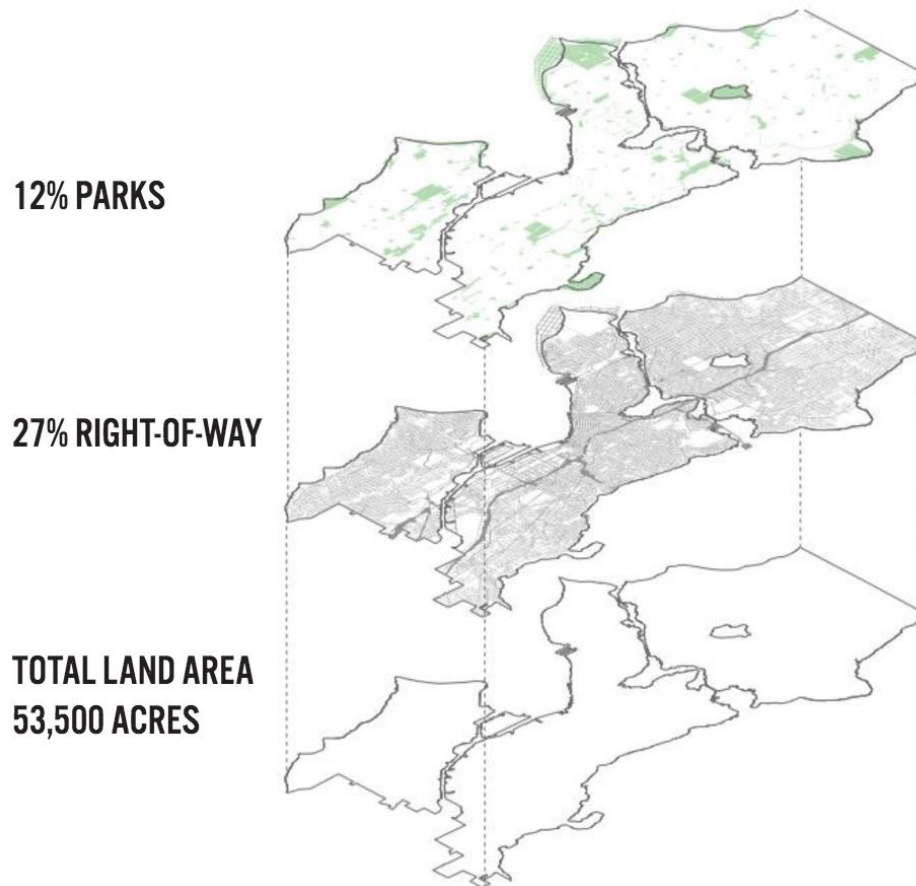 12% PARKS
27% RIGHT-OF-WAY
TOTAL LAND AREA
53,500 ACRES